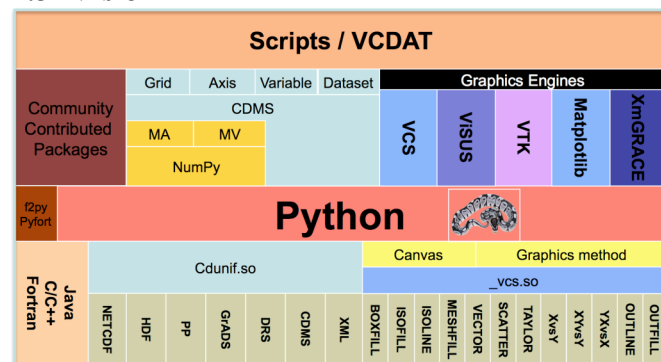 Scripts / VCDAT
Grid
Axis
Variable
Dataset
Graphics Engines
Community
Contributed
Packages
CDMS
MA
MV
NumPy
VCS
ViSUS
VTK
Matplotlib
XmGRACE
f2py
Pyfort
Python
Java
C/C++
Fortran
Cdunif.so
Canvas
Graphics method
_vcs.so
NETCDF
HDF
PP
GrADS
DRS
CDMS
XML
BOXFILL
ISOFILL
ISOLINE
MESHFILL
VECTOR
SCATTER
TAYLOR
XvsY
XYvsY
YXvsX
OUTLINE
OUTFILL